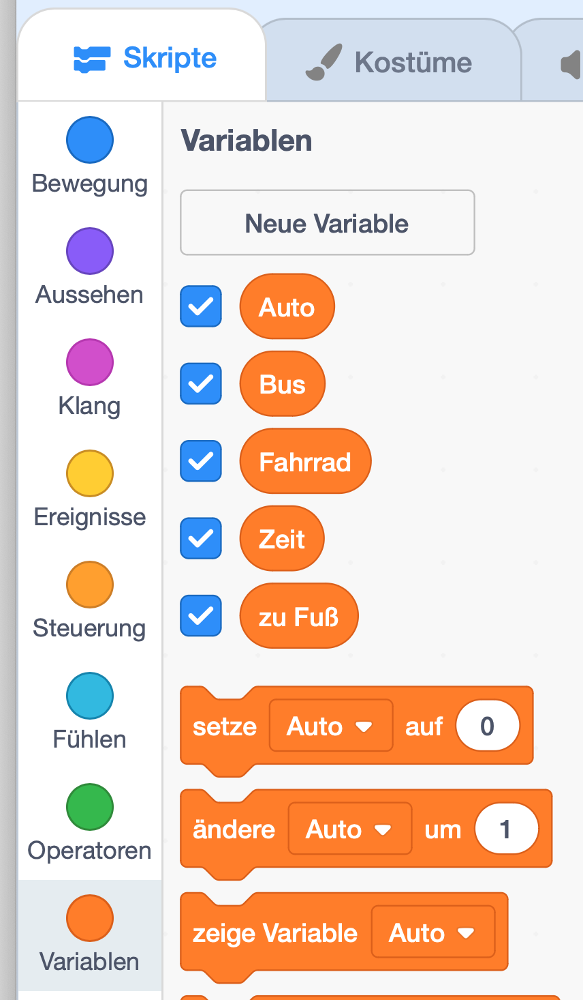 Skripte
Kostüme
Bewegung
Aussehen
Klang
Ereignisse
Steuerung
Fühlen
Operatoren
Variablen
Variablen
Neue Variable
Auto
Bus
Fahrrad
Zeit
zu Fuß
setze Auto auf 0
ändere Auto um 1
zeige Variable Auto